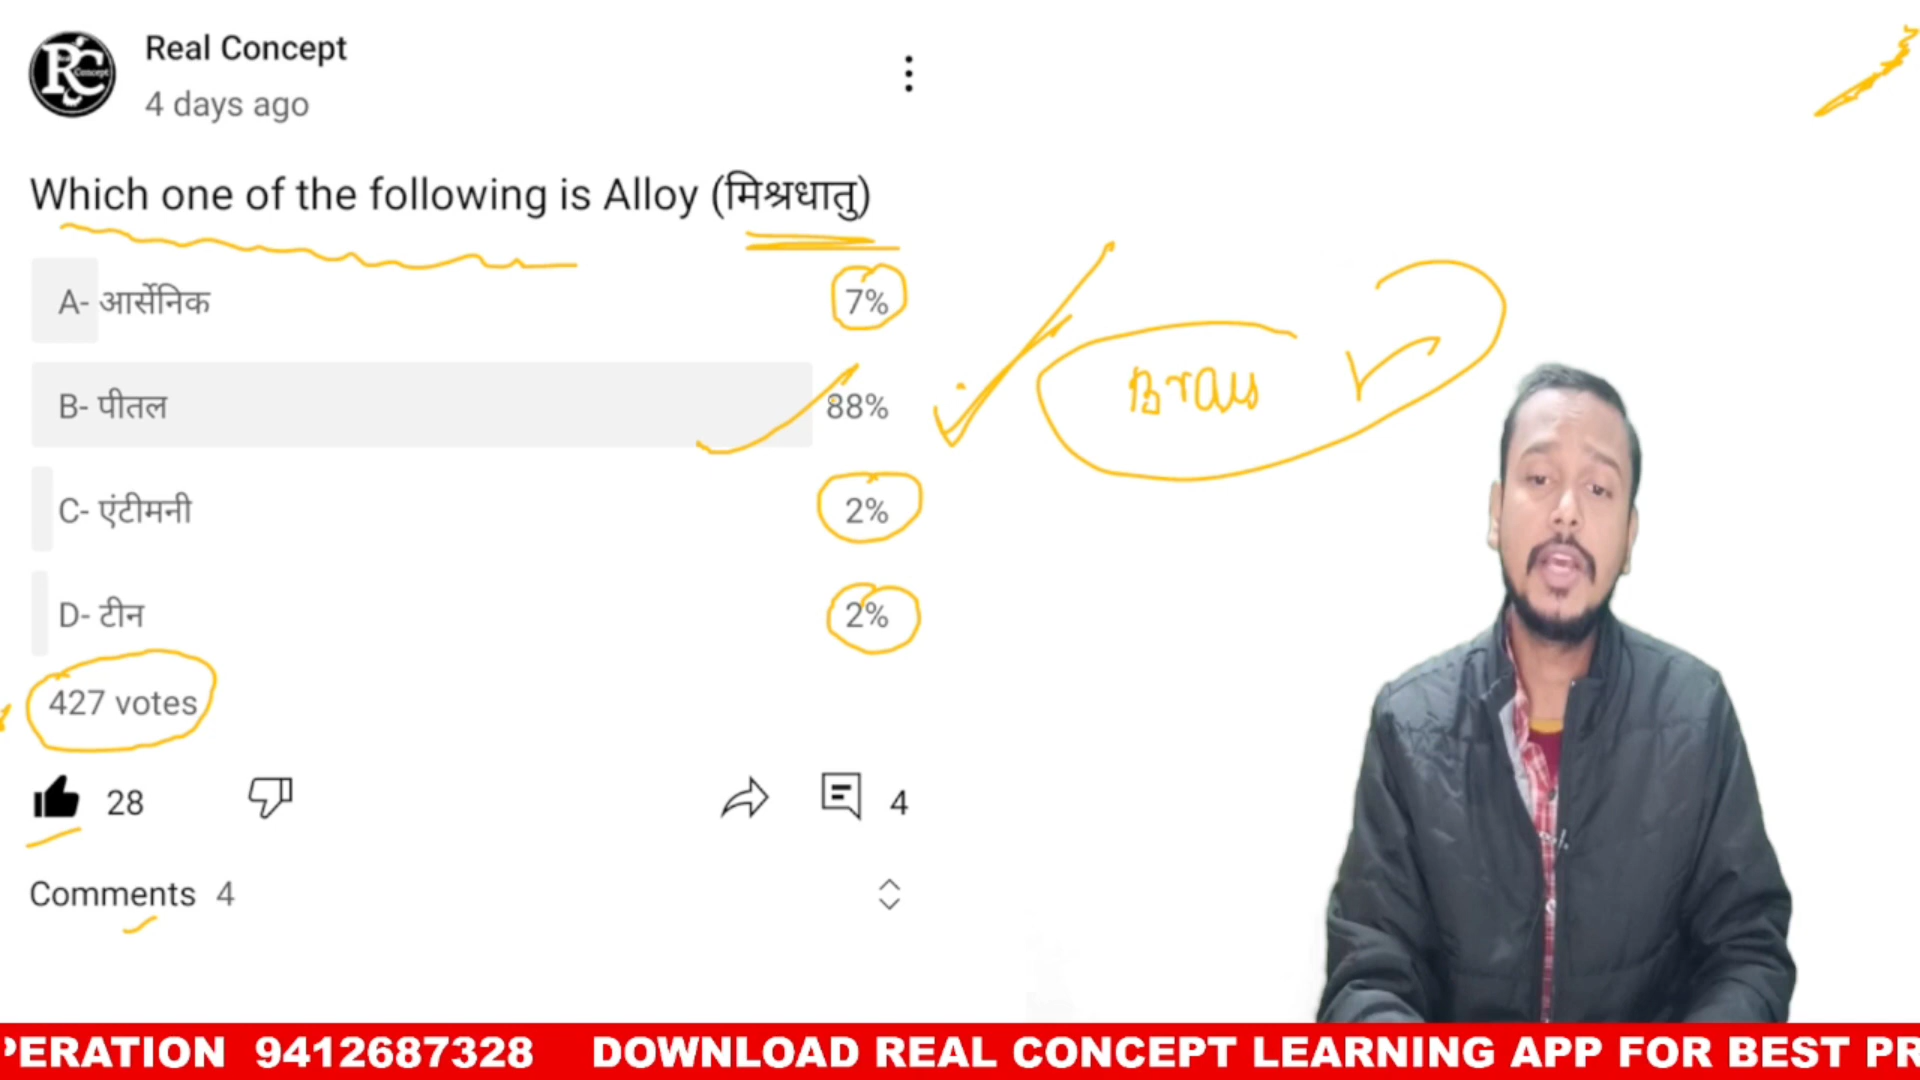 Real Concept
4 days ago
Which one of the following is Alloy (मिश्रधातु)
A- आर्सेनिक 7%
B- पीतल 88%
C- एंटीमनी 2%
D- टीन 2%
427 votes
28 4
Comments 4
Brass
PERATION 9412687328 DOWNLOAD REAL CONCEPT LEARNING APP FOR BEST PR